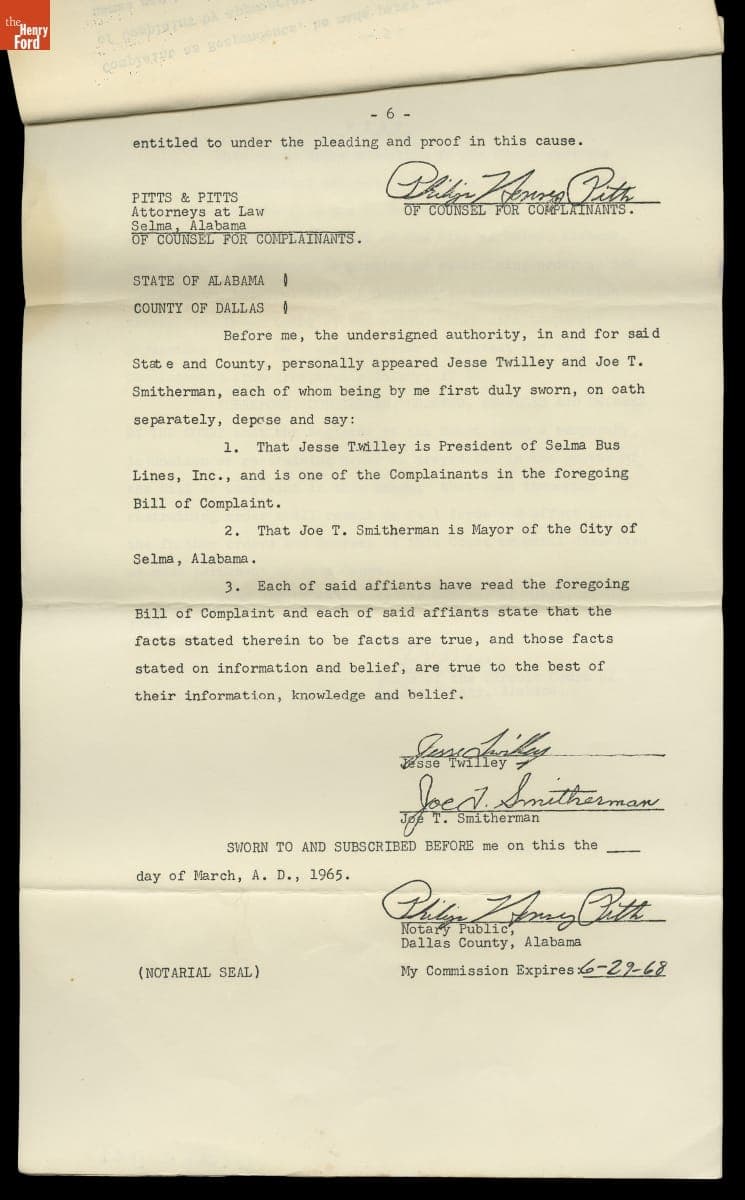 the
Henry
Ford
- 6 -
entitled to under the pleading and proof in this cause.
Philip Henry Pitts
PITTS & PITTS
Attorneys at Law
Selma, Alabama
OF COUNSEL FOR COMPLAINANTS.
OF COUNSEL FOR COMPLAINANTS.
STATE OF ALABAMA
COUNTY OF DALLAS
Before me, the undersigned authority, in and for said
State and County, personally appeared Jesse Twilley and Joe T.
Smitherman, each of whom being by me first duly sworn, on oath
separately, depose and say:
1. That Jesse Twilley is President of Selma Bus
Lines, Inc., and is one of the Complainants in the foregoing
Bill of Complaint.
2. That Joe T. Smitherman is Mayor of the City of
Selma, Alabama.
3. Each of said affiants have read the foregoing
Bill of Complaint and each of said affiants state that the
facts stated therein to be facts are true, and those facts
stated on information and belief, are true to the best of
their information, knowledge and belief.
Jesse Twilley
Jesse Twilley
Joe T. Smitherman
Joe T. Smitherman
SWORN TO AND SUBSCRIBED BEFORE me on this the ___
day of March, A. D., 1965.
Philip Henry Pitts
Notary Public,
Dallas County, Alabama
(NOTARIAL SEAL)
My Commission Expires: 6-29-68